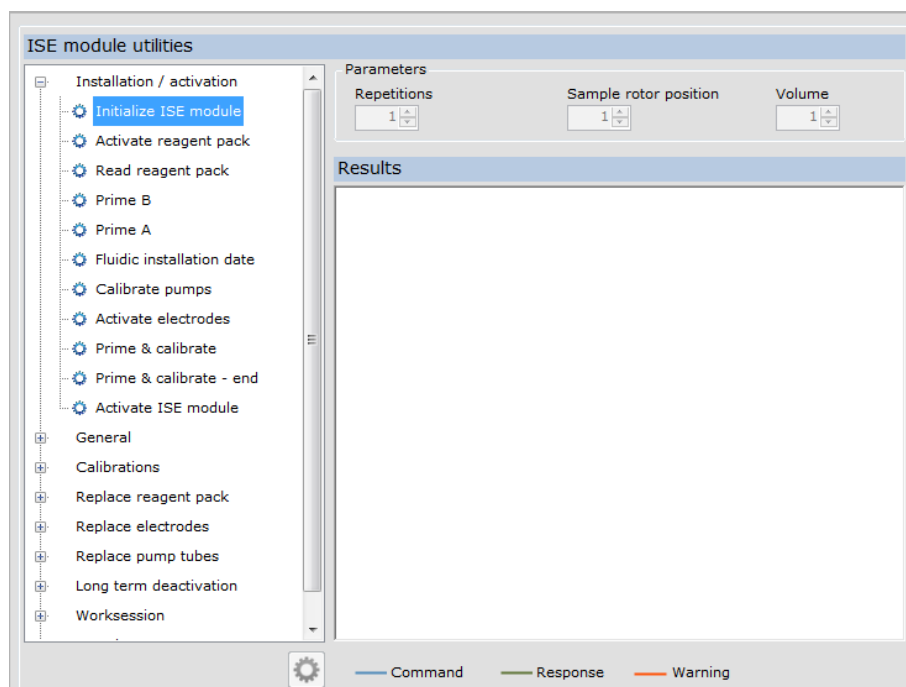 ISE module utilities
Installation / activation
Initialize ISE module
Activate reagent pack
Read reagent pack
Prime B
Prime A
Fluidic installation date
Calibrate pumps
Activate electrodes
Prime & calibrate
Prime & calibrate - end
Activate ISE module
General
Calibrations
Replace reagent pack
Replace electrodes
Replace pump tubes
Long term deactivation
Worksession
Parameters
Repetitions Sample rotor position Volume
1 1 1
Results
Command Response Warning